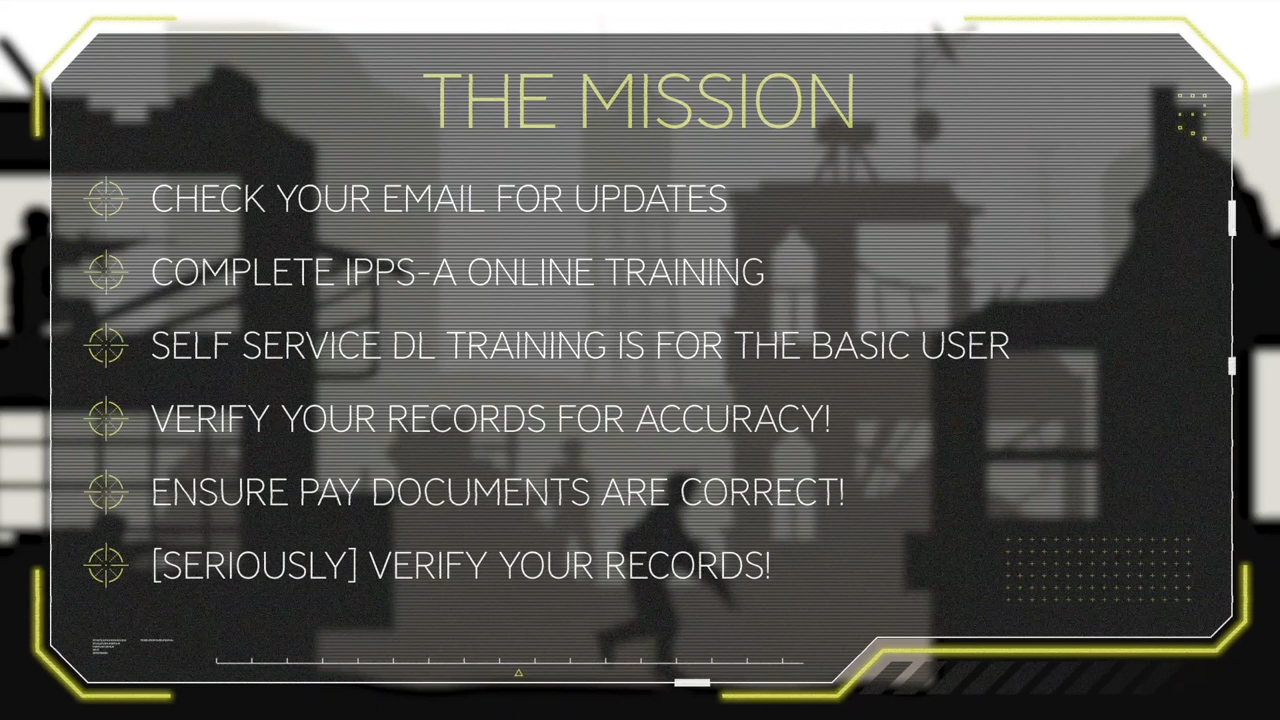 THE MISSION
CHECK YOUR EMAIL FOR UPDATES
COMPLETE IPPS-A ONLINE TRAINING
SELF SERVICE DL TRAINING IS FOR THE BASIC USER
VERIFY YOUR RECORDS FOR ACCURACY!
ENSURE PAY DOCUMENTS ARE CORRECT!
[SERIOUSLY] VERIFY YOUR RECORDS!